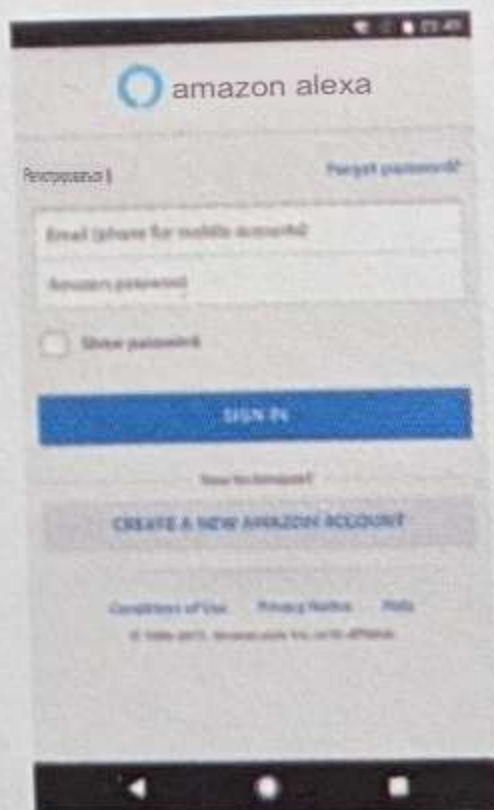 amazon alexa
Forgot password?
Email (phone for mobile accounts)
Amazon password
Show password
SIGN IN
New to Amazon?
CREATE A NEW AMAZON ACCOUNT
Conditions of Use Privacy Notice Help